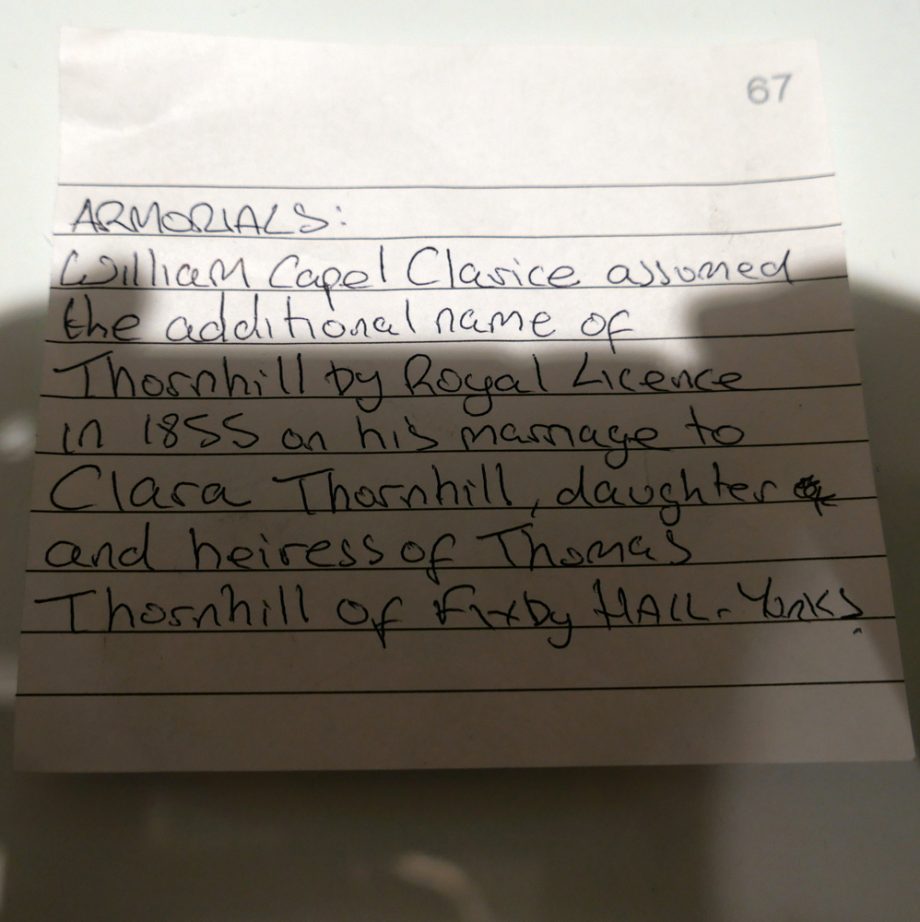 67
ARMORIALS:
William Capel Clarice assumed
the additional name of
Thornhill by Royal Licence
in 1855 on his marriage to
Clara Thornhill, daughter
and heiress of Thomas
Thornhill of Fixby HALL. Yorks.